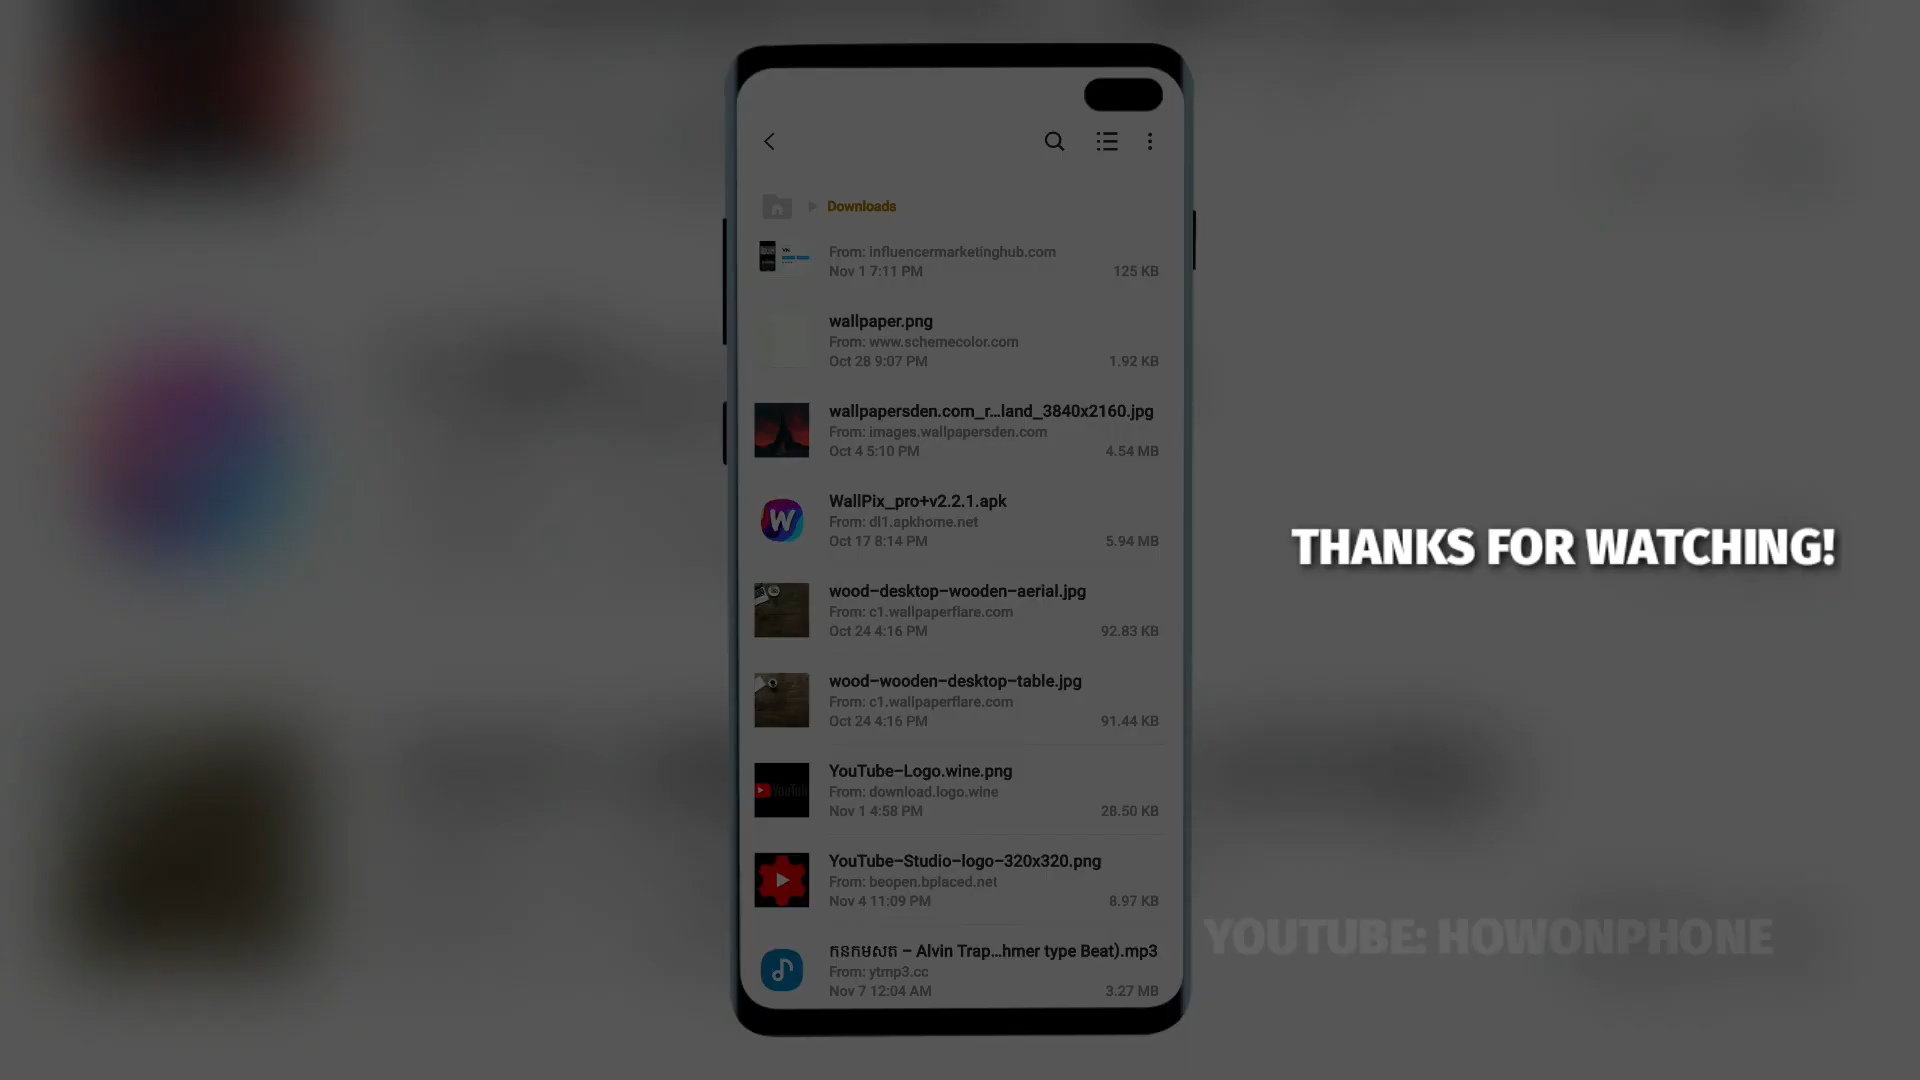 Downloads
From: influencermarketinghub.com
Nov 1 7:11 PM 125 KB
wallpaper.png
From: www.schemecolor.com
Oct 28 9:07 PM 1.92 KB
wallpapersden.com_r...land_3840x2160.jpg
From: images.wallpapersden.com
Oct 4 5:10 PM 4.54 MB
WallPix_pro+v2.2.1.apk
From: dl1.apkhome.net
Oct 17 8:14 PM 5.94 MB
wood-desktop-wooden-aerial.jpg
From: c1.wallpaperflare.com
Oct 24 4:16 PM 92.83 KB
wood-wooden-desktop-table.jpg
From: c1.wallpaperflare.com
Oct 24 4:16 PM 91.44 KB
YouTube-Logo.wine.png
From: download.logo.wine
Nov 1 4:58 PM 28.50 KB
YouTube-Studio-logo-320x320.png
From: beopen.bplaced.net
Nov 4 11:09 PM 8.97 KB
– Alvin Trap...hmer type Beat).mp3
From: ytmp3.cc
Nov 7 12:04 AM 3.27 MB
THANKS FOR WATCHING!
YOUTUBE: HOWONPHONE